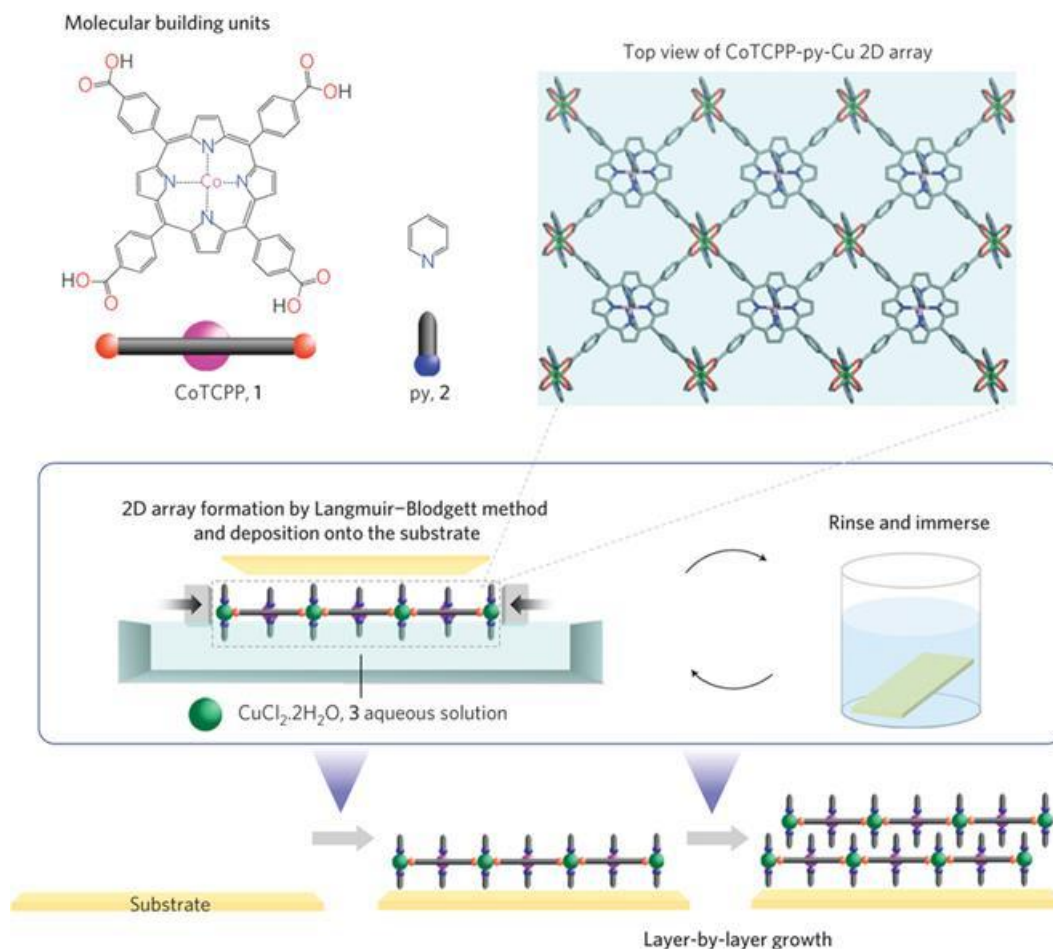 Molecular building units
Top view of CoTCPP-py-Cu 2D array
O
OH
O
OH
N
N
Co
N
N
HO
O
HO
O
N
CoTCPP, 1
py, 2
2D array formation by Langmuir–Blodgett method
and deposition onto the substrate
Rinse and immerse
CuCl₂.2H₂O, 3 aqueous solution
Substrate
Layer-by-layer growth